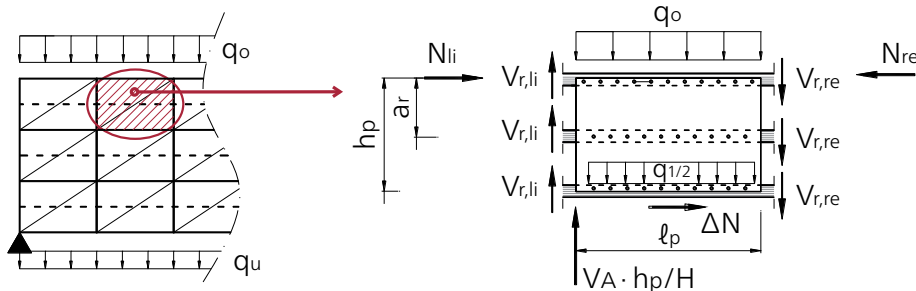 qo
qu
qo
Nli
Nre
Vr,li
Vr,re
ar
hp
Vr,li
Vr,re
q1/2
Vr,li
Vr,re
ΔN
ℓp
VA · hp/H